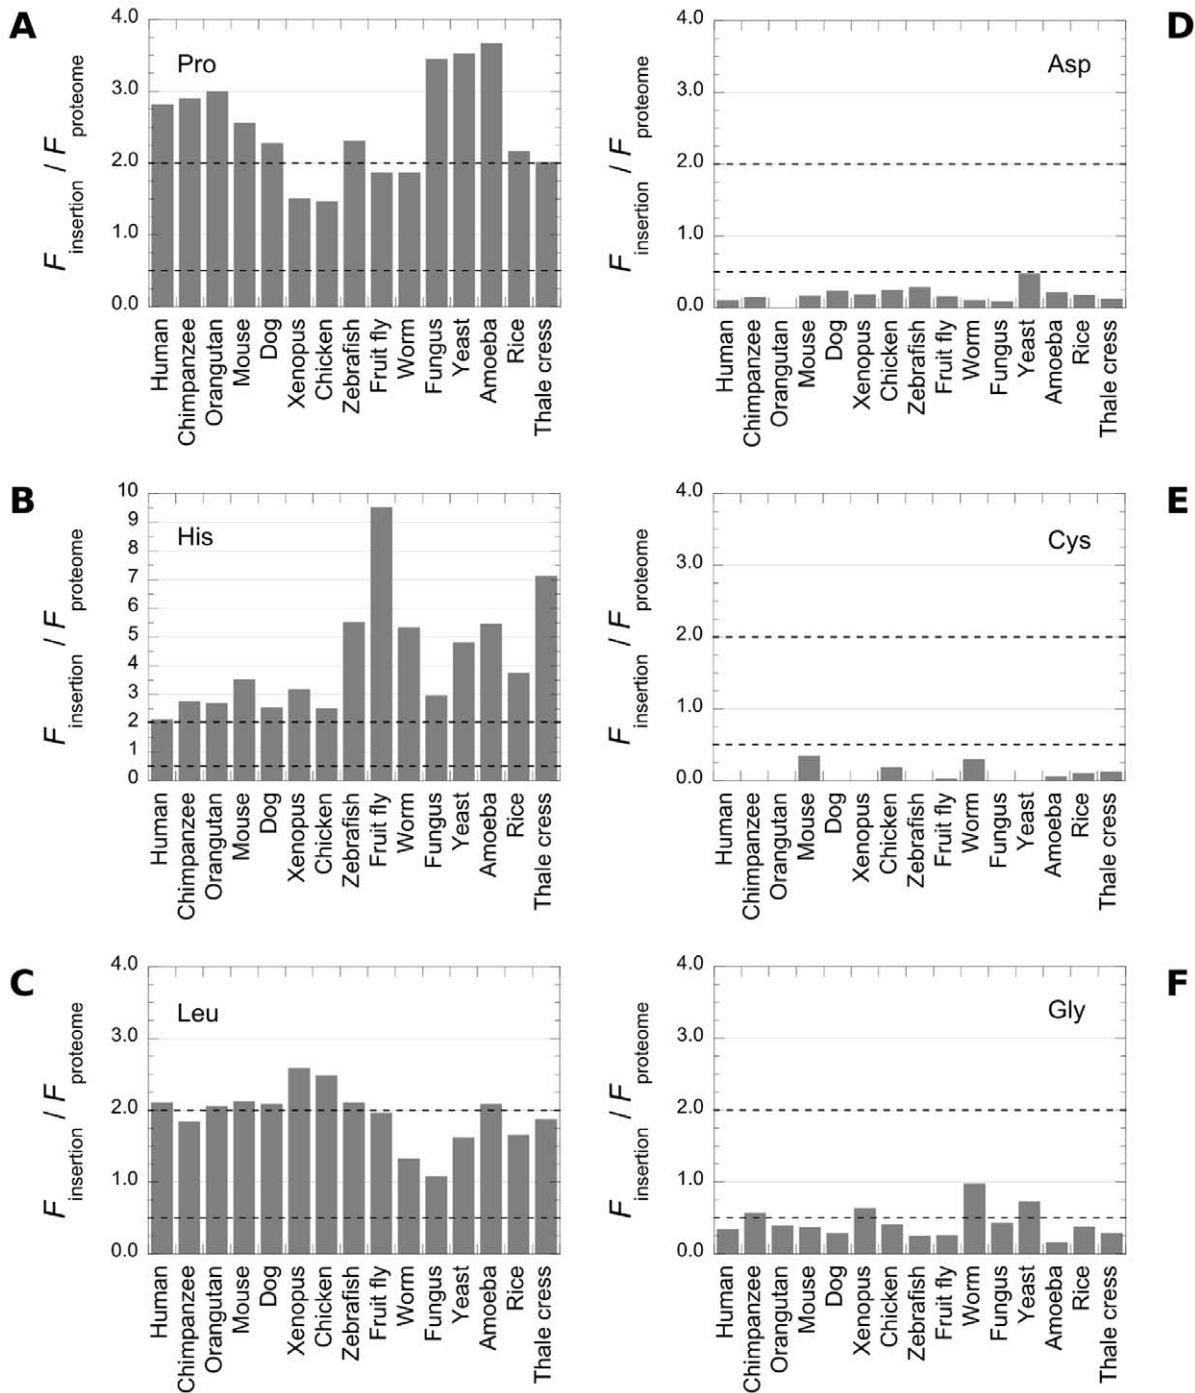 A
Pro
F insertion / F proteome
4.0
3.0
2.0
1.0
0.0
Human
Chimpanzee
Orangutan
Mouse
Dog
Xenopus
Chicken
Zebrafish
Fruit fly
Worm
Fungus
Yeast
Amoeba
Rice
Thale cress
D
Asp
F insertion / F proteome
4.0
3.0
2.0
1.0
0.0
Human
Chimpanzee
Orangutan
Mouse
Dog
Xenopus
Chicken
Zebrafish
Fruit fly
Worm
Fungus
Yeast
Amoeba
Rice
Thale cress
B
His
F insertion / F proteome
10
9
8
7
6
5
4
3
2
1
0
Human
Chimpanzee
Orangutan
Mouse
Dog
Xenopus
Chicken
Zebrafish
Fruit fly
Worm
Fungus
Yeast
Amoeba
Rice
Thale cress
E
Cys
F insertion / F proteome
4.0
3.0
2.0
1.0
0.0
Human
Chimpanzee
Orangutan
Mouse
Dog
Xenopus
Chicken
Zebrafish
Fruit fly
Worm
Fungus
Yeast
Amoeba
Rice
Thale cress
C
Leu
F insertion / F proteome
4.0
3.0
2.0
1.0
0.0
Human
Chimpanzee
Orangutan
Mouse
Dog
Xenopus
Chicken
Zebrafish
Fruit fly
Worm
Fungus
Yeast
Amoeba
Rice
Thale cress
F
Gly
F insertion / F proteome
4.0
3.0
2.0
1.0
0.0
Human
Chimpanzee
Orangutan
Mouse
Dog
Xenopus
Chicken
Zebrafish
Fruit fly
Worm
Fungus
Yeast
Amoeba
Rice
Thale cress